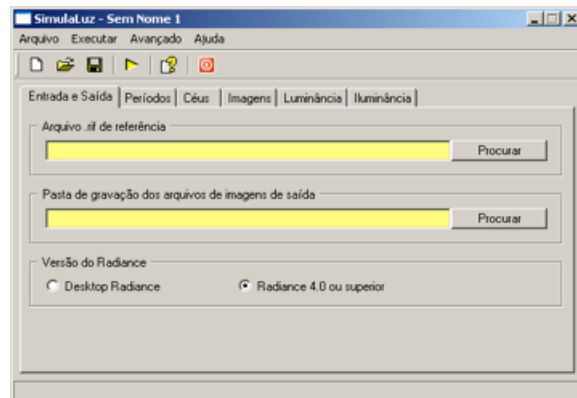 SimulaLuz - Sem Nome 1
Arquivo Executar Avançado Ajuda
Entrada e Saída Períodos Céus Imagens Luminância Iluminância
Arquivo .rif de referência
Procurar
Pasta de gravação dos arquivos de imagens de saída
Procurar
Versão do Radiance
Desktop Radiance Radiance 4.0 ou superior